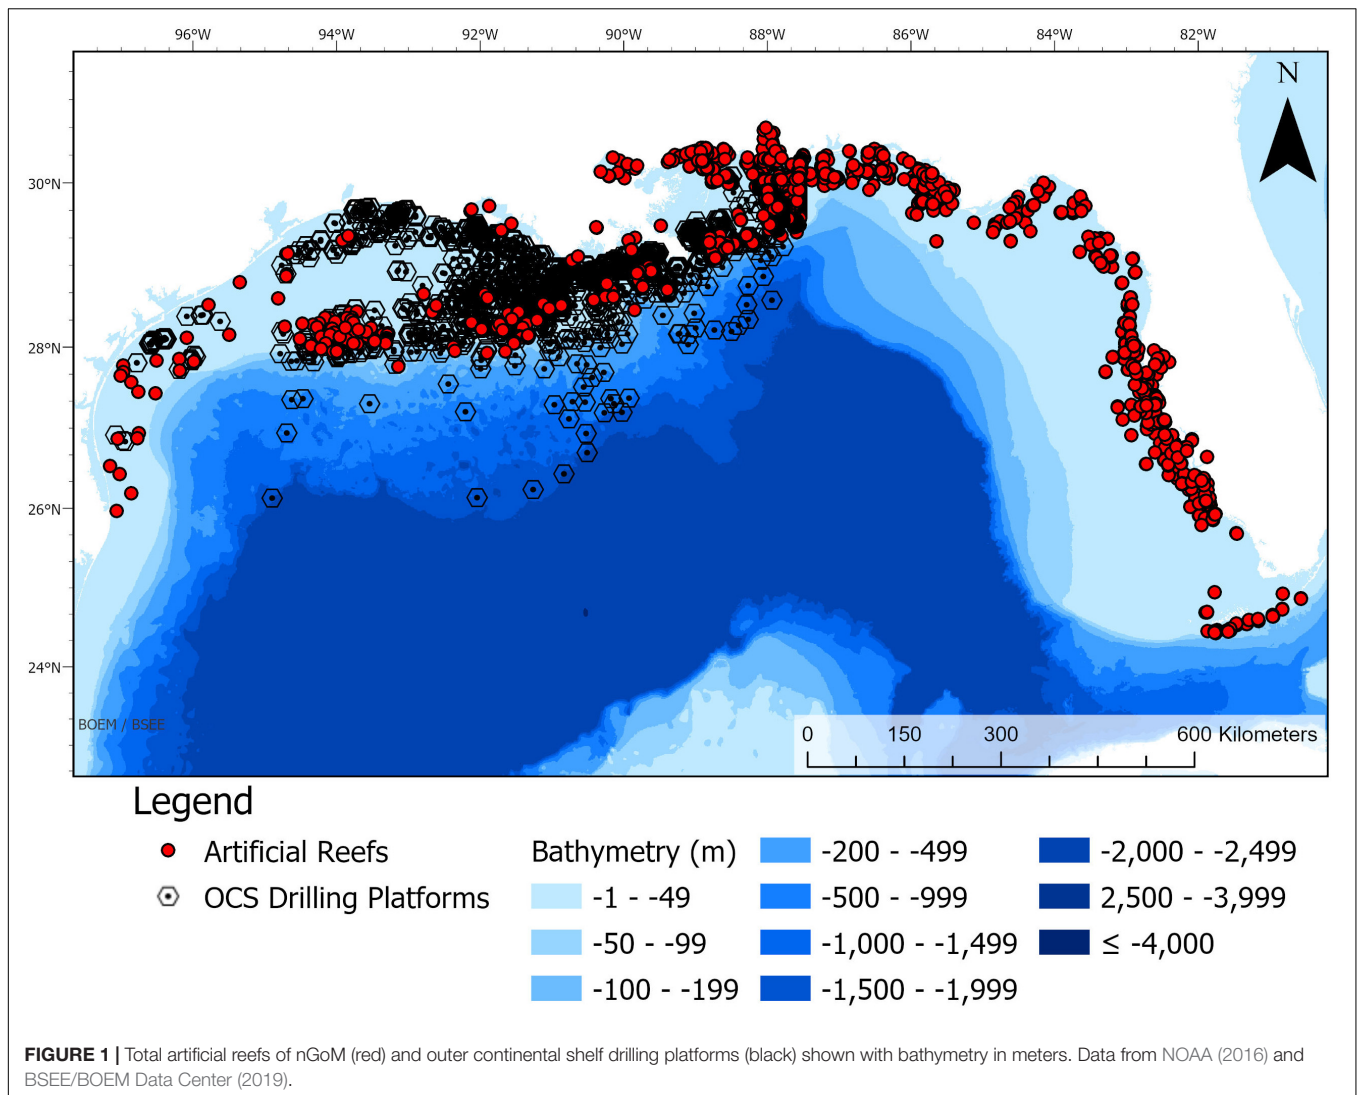 96°W 94°W 92°W 90°W 88°W 86°W 84°W 82°W
N
30°N
28°N
26°N
24°N
BOEM / BSEE
0 150 300 600 Kilometers
Legend
Artificial Reefs
OCS Drilling Platforms
Bathymetry (m)
-1 - -49
-50 - -99
-100 - -199
-200 - -499
-500 - -999
-1,000 - -1,499
-1,500 - -1,999
-2,000 - -2,499
2,500 - -3,999
≤ -4,000
FIGURE 1 | Total artificial reefs of nGoM (red) and outer continental shelf drilling platforms (black) shown with bathymetry in meters. Data from NOAA (2016) and
BSEE/BOEM Data Center (2019).